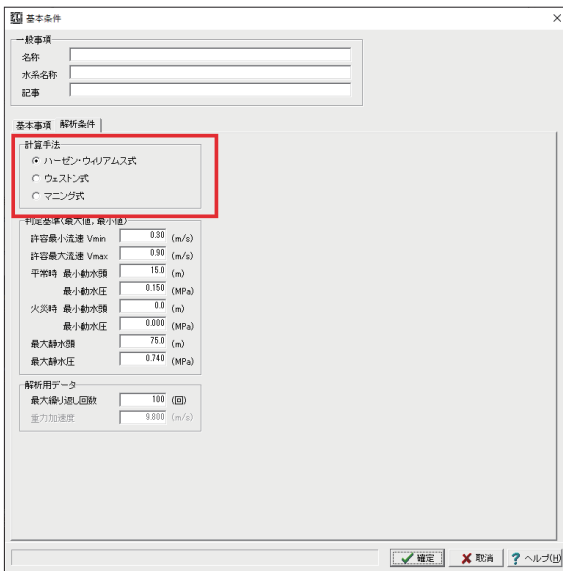 基本条件
一般事項
名称
水系名称
記事
基本事項 解析条件
計算手法
ハーゼン・ウィリアムス式
ウェストン式
マニング式
判定基準(最大値,最小値)
許容最小流速 Vmin 0.30 (m/s)
許容最大流速 Vmax 0.90 (m/s)
平常時 最小動水頭 15.0 (m)
最小動水圧 0.150 (MPa)
火災時 最小動水頭 0.0 (m)
最小動水圧 0.000 (MPa)
最大静水頭 75.0 (m)
最大静水圧 0.740 (MPa)
解析用データ
最大繰り返し回数 100 (回)
重力加速度 9.800 (m/s)
確定 取消 ヘルプ(H)